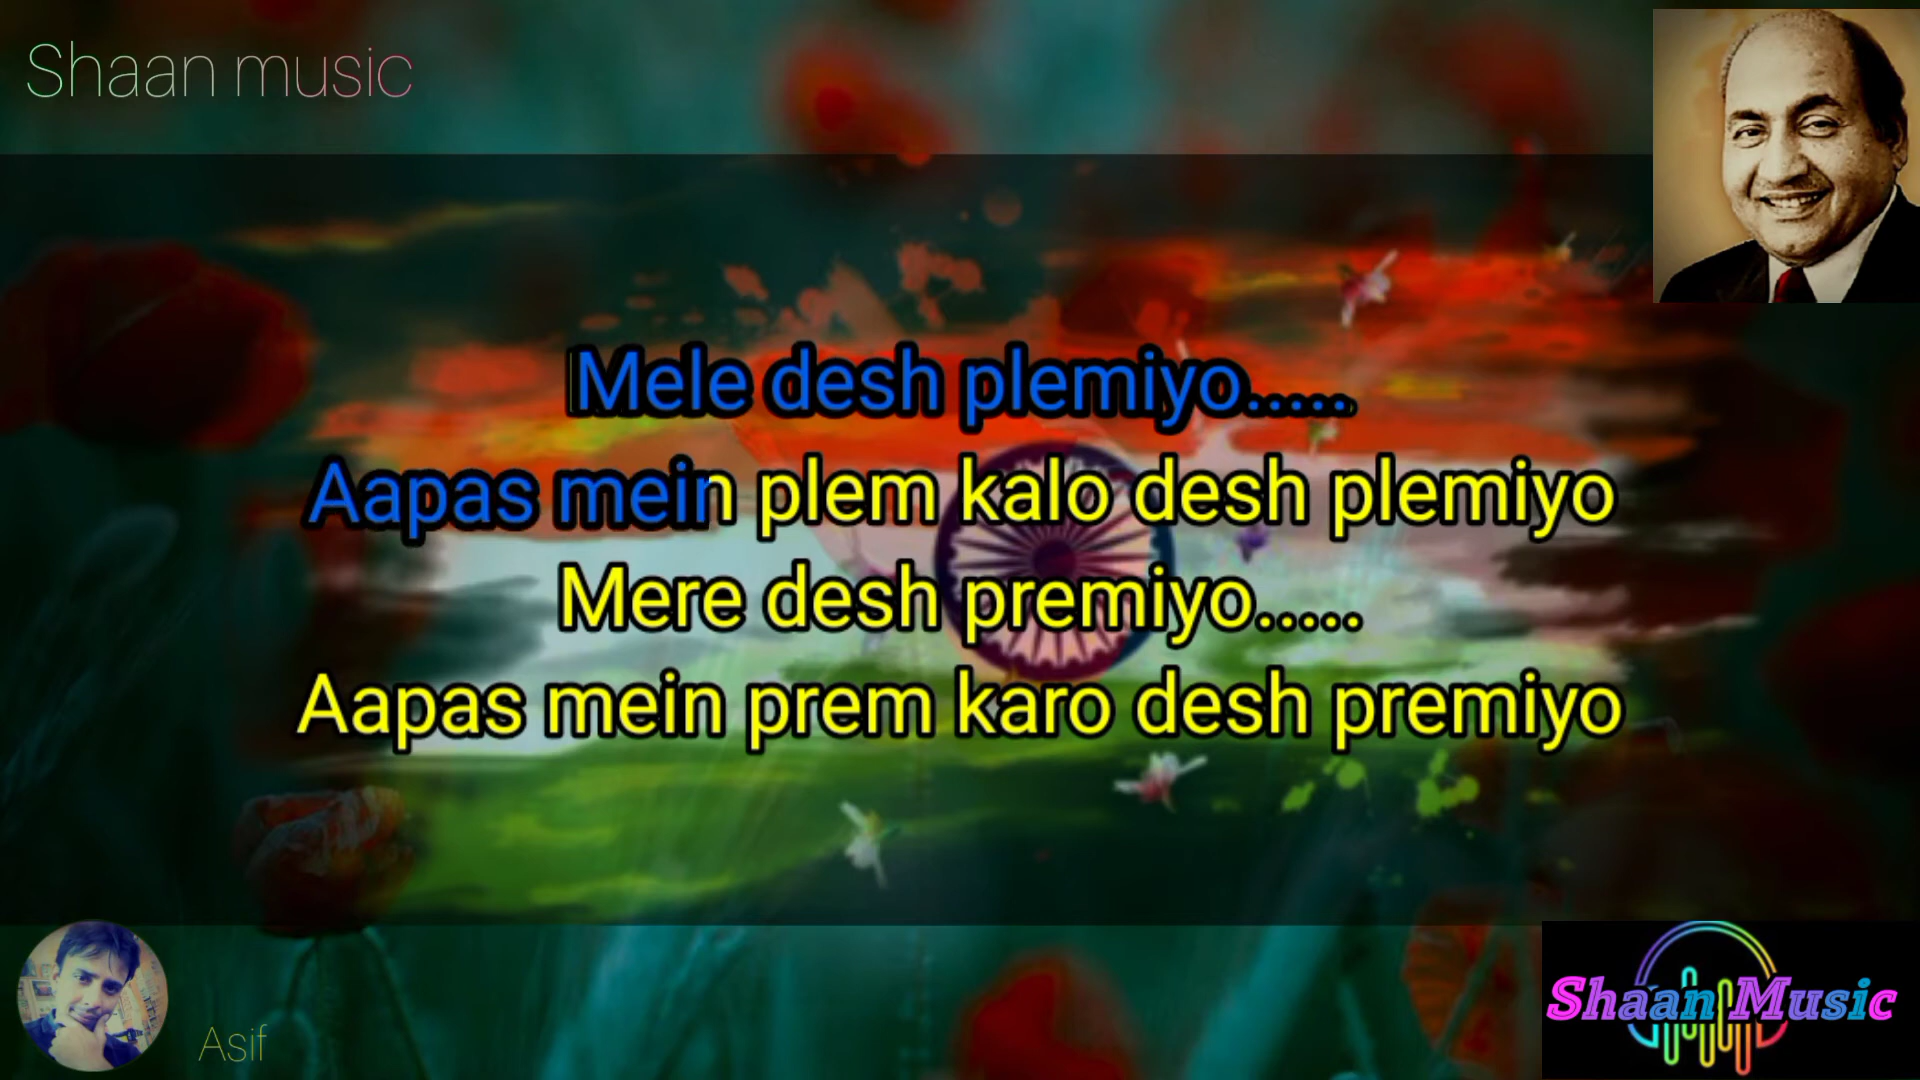 Shaan music
Mele desh plemiyo.....
Aapas mein plem kalo desh plemiyo
Mere desh premiyo.....
Aapas mein prem karo desh premiyo
Asif
Shaan Music